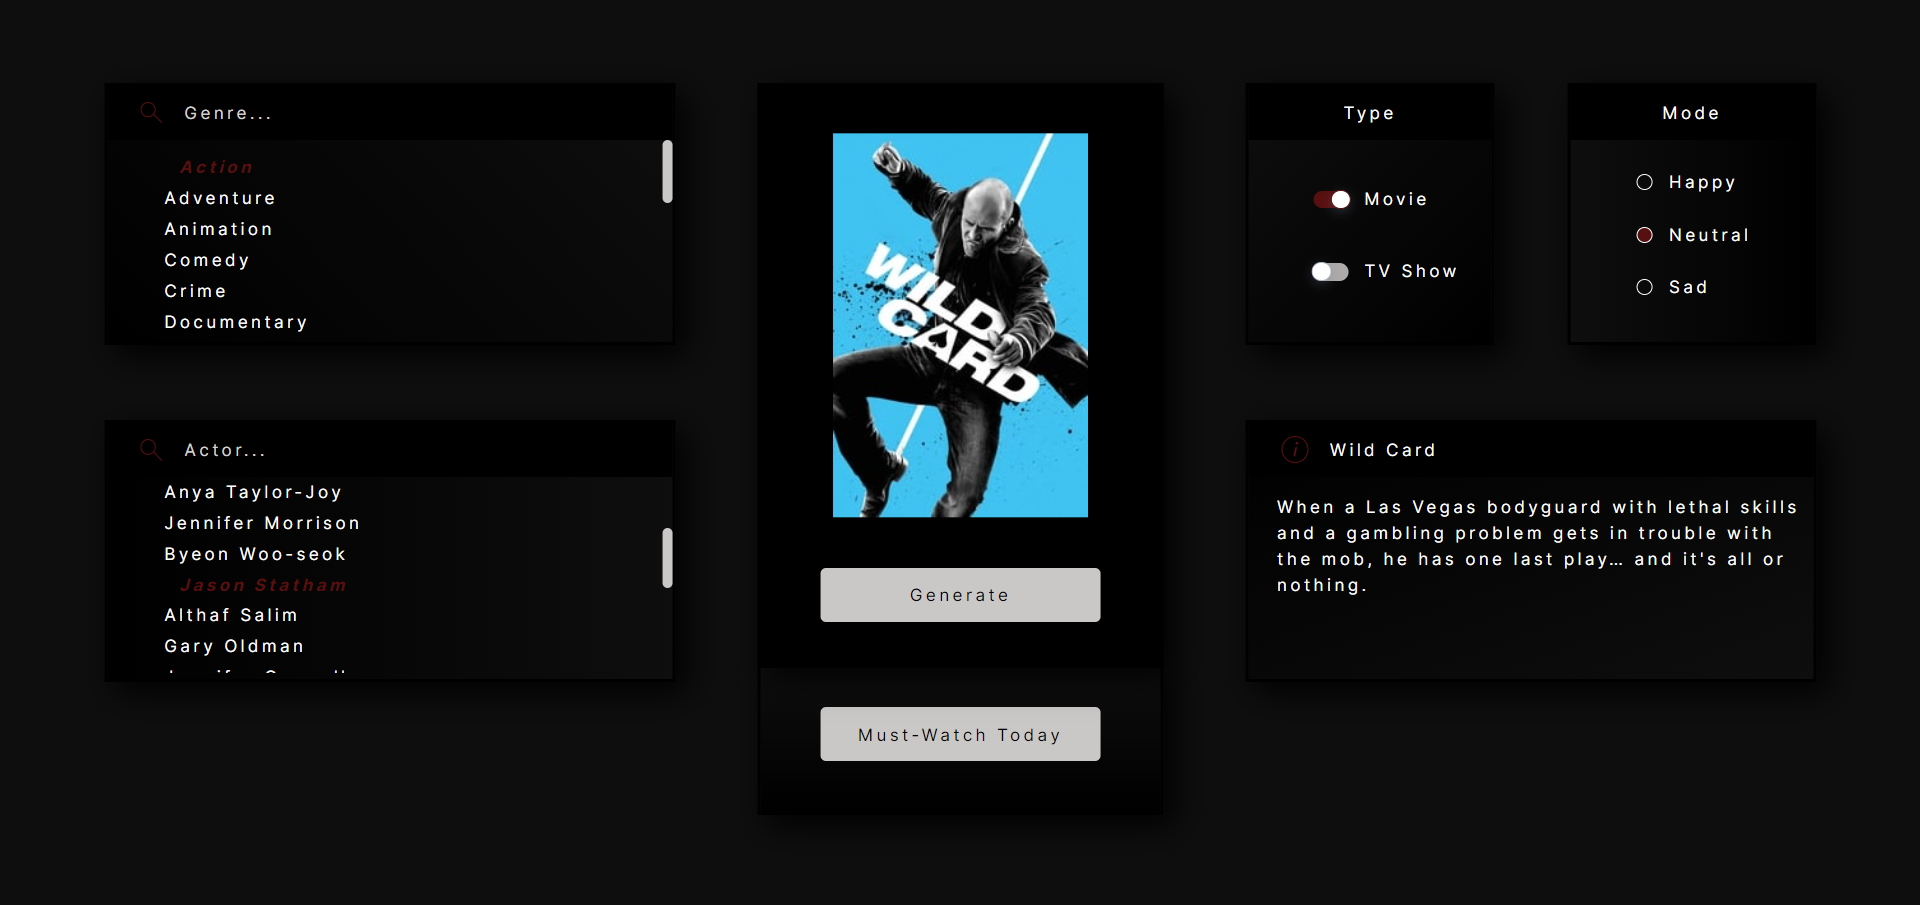 Genre...
Action
Adventure
Animation
Comedy
Crime
Documentary
Actor...
Anya Taylor-Joy
Jennifer Morrison
Byeon Woo-seok
Jason Statham
Althaf Salim
Gary Oldman
WILD
CARD
Generate
Must-Watch Today
Type
Movie
TV Show
Mode
Happy
Neutral
Sad
Wild Card
When a Las Vegas bodyguard with lethal skills
and a gambling problem gets in trouble with
the mob, he has one last play… and it's all or
nothing.